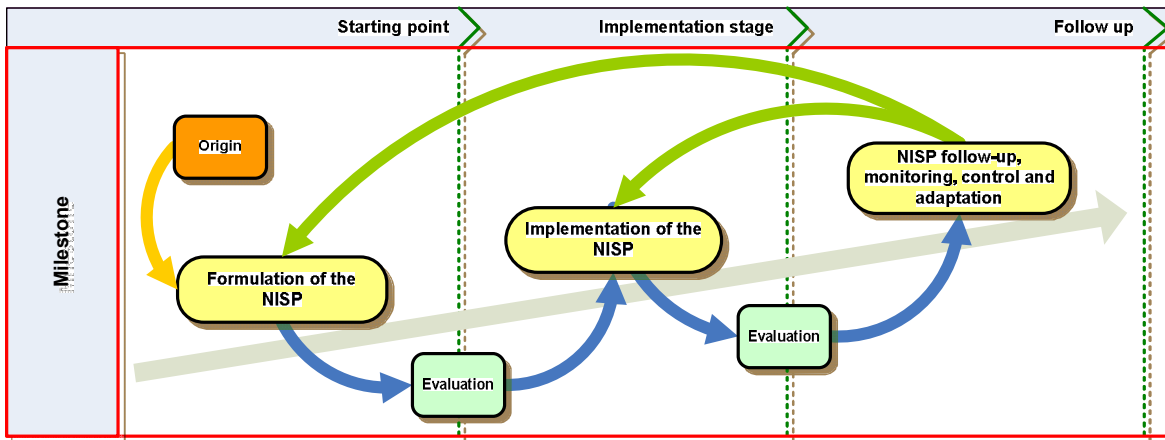 Starting point
Implementation stage
Follow up
Milestone
Origin
Formulation of the
NISP
Evaluation
Implementation of the
NISP
Evaluation
NISP follow-up,
monitoring, control and
adaptation